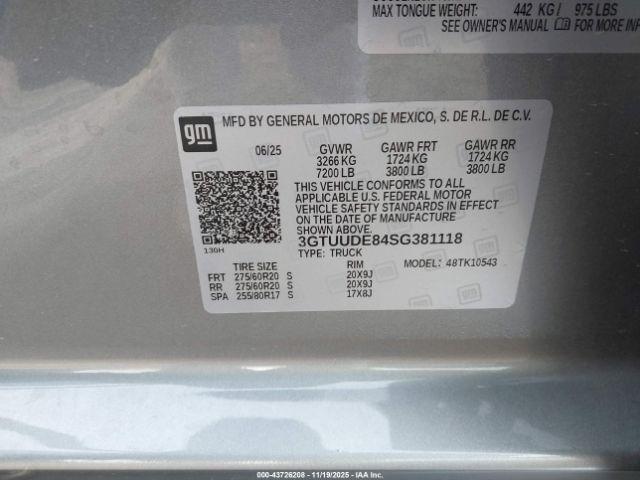 MAX TONGUE WEIGHT: 442 KG / 975 LBS
SEE OWNER'S MANUAL FOR MORE INF
gm
MFD BY GENERAL MOTORS DE MEXICO, S. DE R.L. DE C.V.
06/25 GVWR GAWR FRT GAWR RR
3266 KG 1724 KG 1724 KG
7200 LB 3800 LB 3800 LB
THIS VEHICLE CONFORMS TO ALL
APPLICABLE U.S. FEDERAL MOTOR
VEHICLE SAFETY STANDARDS IN EFFECT
ON THE DATE OF MANUFACTURE
SHOWN ABOVE.
3GTUUDE84SG381118
TYPE: TRUCK MODEL: 48TK10543
130H
TIRE SIZE RIM
FRT 275/60R20 S 20X9J
RR 275/60R20 S 20X9J
SPA 255/80R17 S 17X8J
000-43726208 - 11/19/2025 - IAA Inc.